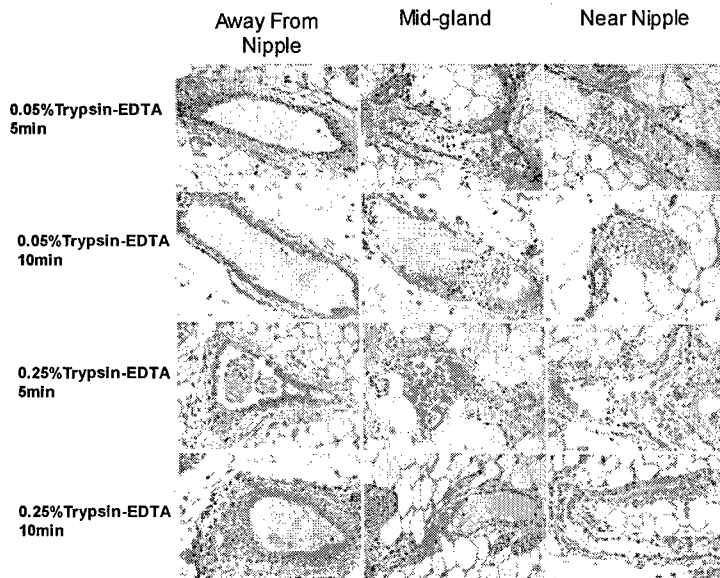 Away From
Nipple
Mid-gland
Near Nipple
0.05%Trypsin-EDTA
5min
0.05%Trypsin-EDTA
10min
0.25%Trypsin-EDTA
5min
0.25%Trypsin-EDTA
10min